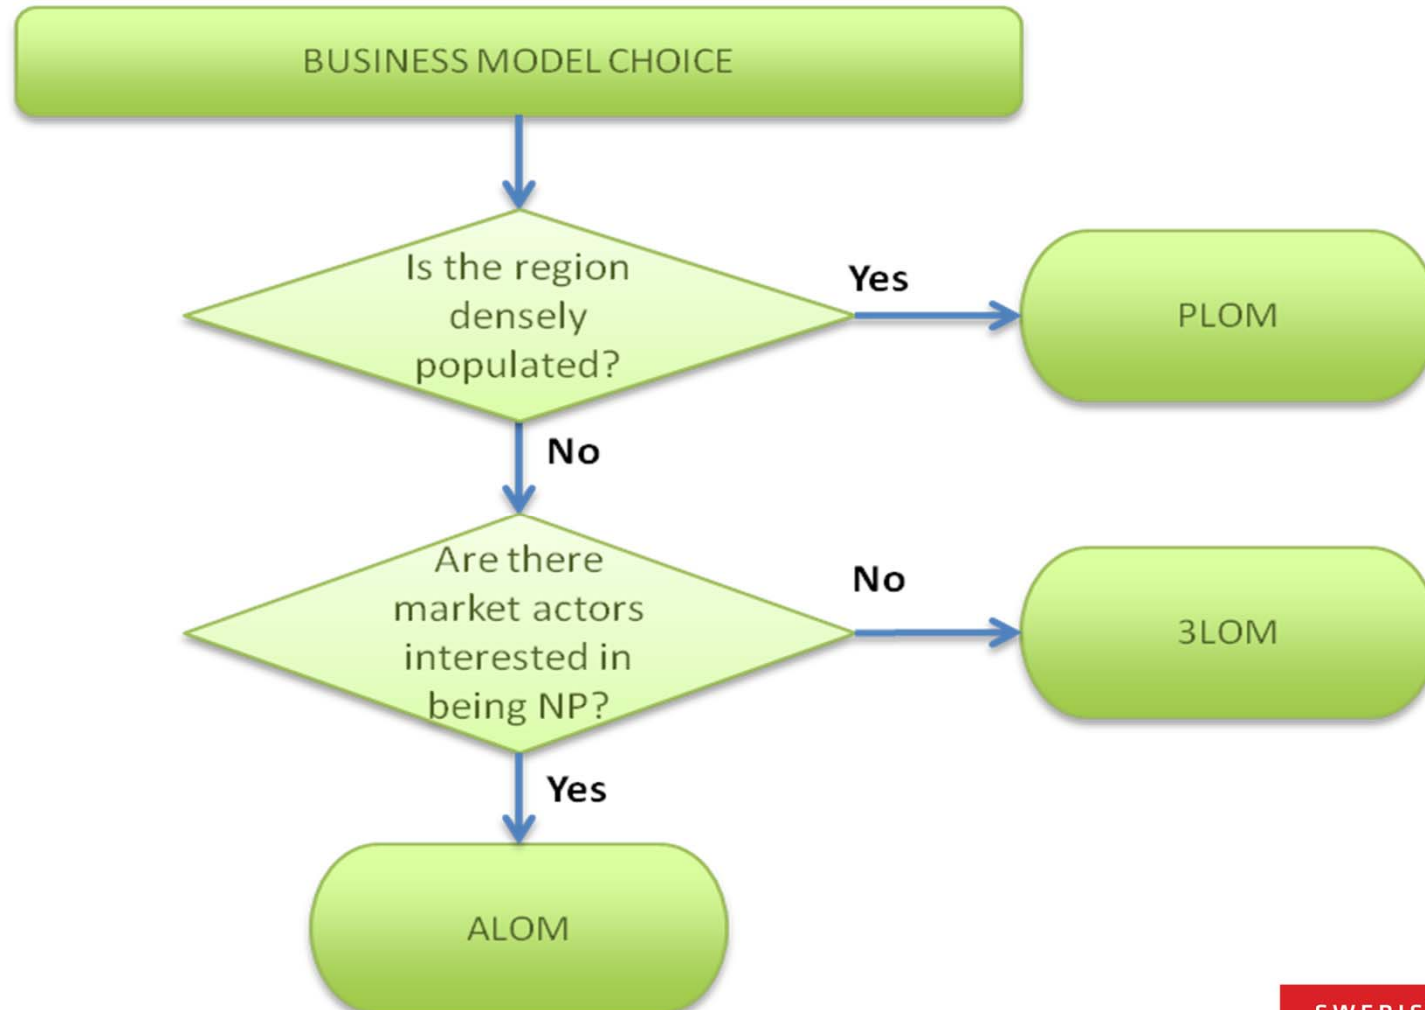 BUSINESS MODEL CHOICE
Is the region
densely
populated?
Yes
PLOM
No
Are there
market actors
interested in
being NP?
No
3LOM
Yes
ALOM